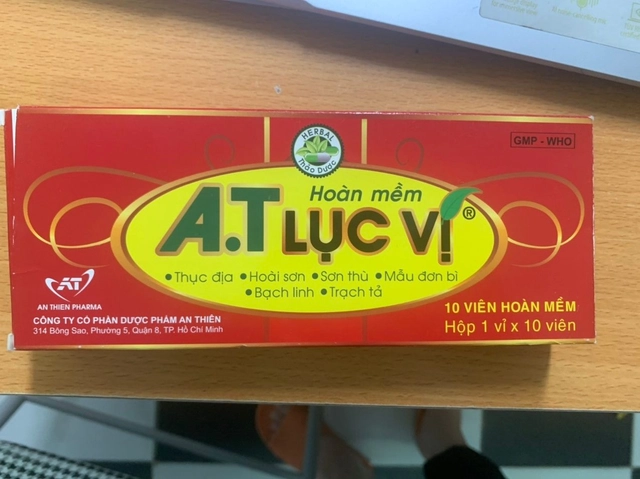 HERBAL
Thảo Dược
GMP - WHO
Hoàn mềm
A.T LỤC VỊ®
•Thục địa •Hoài sơn •Sơn thù •Mẫu đơn bì
•Bạch linh •Trạch tả
AT
AN THIEN PHARMA
CÔNG TY CỔ PHẦN DƯỢC PHẨM AN THIÊN
314 Bông Sao, Phường 5, Quận 8, TP. Hồ Chí Minh
10 VIÊN HOÀN MỀM
Hộp 1 vỉ x 10 viên